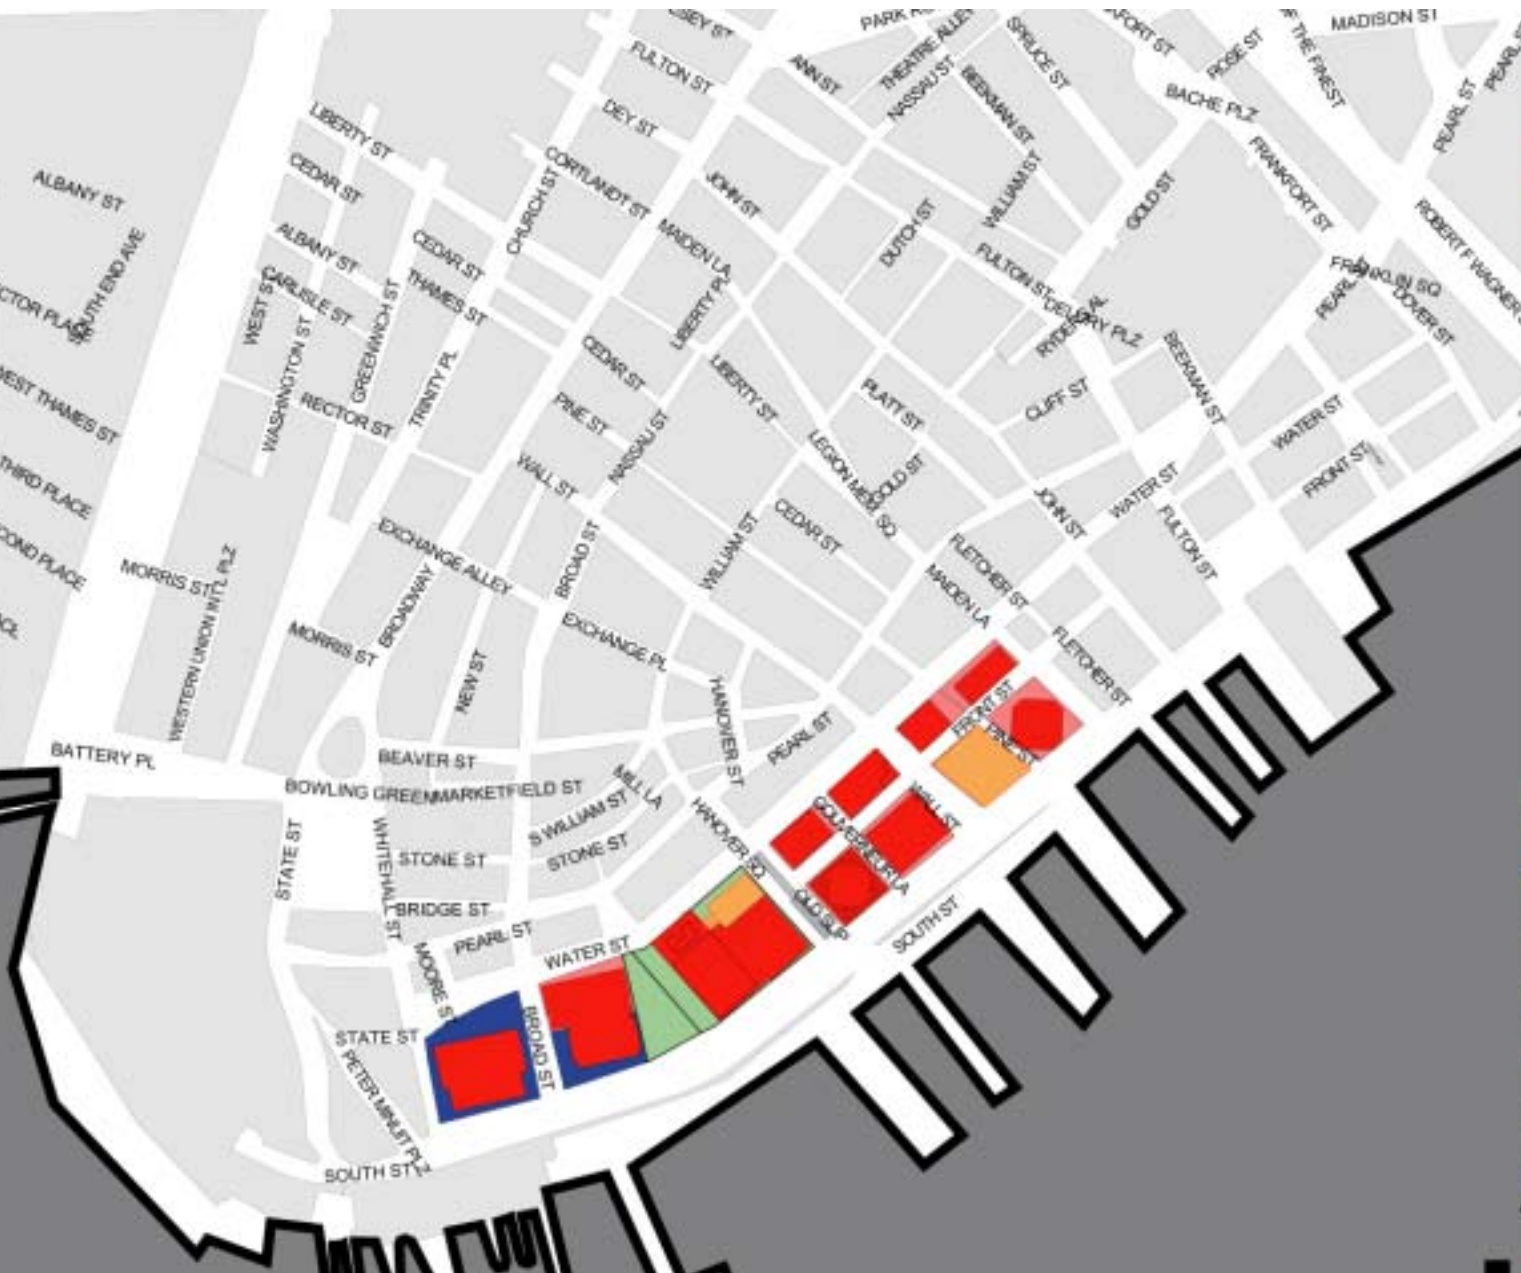 PARK
MADISON ST
FULTON ST
ANN ST
THEATRE ALLEY
NASSAU ST
SPRUCE ST
ROSE ST
OF THE FINEST
BEEKMAN ST
BACHE PLZ
PEARL ST
LIBERTY ST
DEY ST
CEDAR ST
CORTLANDT ST
JOHN ST
WILLIAM ST
GOLD ST
FRANKFORT ST
ALBANY ST
CHURCH ST
MAIDEN LA
DUTCH ST
ROBERT F WAGNER
SOUTH END AVE
ALBANY ST
CEDAR ST
FULTON ST
FRANKLIN SQ
PEARL
DOVER ST
WEST ST
CARLISLE ST
GREENWICH ST
THAMES ST
LIBERTY PL
DELURY PLZ
WASHINGTON ST
TRINITY PL
CEDAR ST
LIBERTY ST
PLATT ST
CLIFF ST
BEEKMAN ST
WEST THAMES ST
RECTOR ST
PINE ST
NASSAU ST
WATER ST
FRONT ST
THIRD PLACE
WALL ST
GOLD ST
JOHN ST
WATER ST
FULTON ST
EXCHANGE ALLEY
BROAD ST
WILLIAM ST
CEDAR ST
FLETCHER ST
MAIDEN LA
MORRIS ST
WESTERN UNION INT'L PLZ
BROADWAY
MORRIS ST
EXCHANGE PL
FLETCHER ST
NEW ST
HANOVER ST
PEARL ST
FRONT ST
PINE ST
BATTERY PL
BEAVER ST
BOWLING GREEN
MARKETFIELD ST
MILL LA
S WILLIAM ST
HANOVER SQ
GOUVERNEUR LA
WALL ST
STATE ST
WHITEHALL ST
STONE ST
STONE ST
OLD SLIP
BRIDGE ST
PEARL ST
WATER ST
SOUTH ST
MOORE ST
BROAD ST
STATE ST
PETER MINUIT PLZ
SOUTH ST